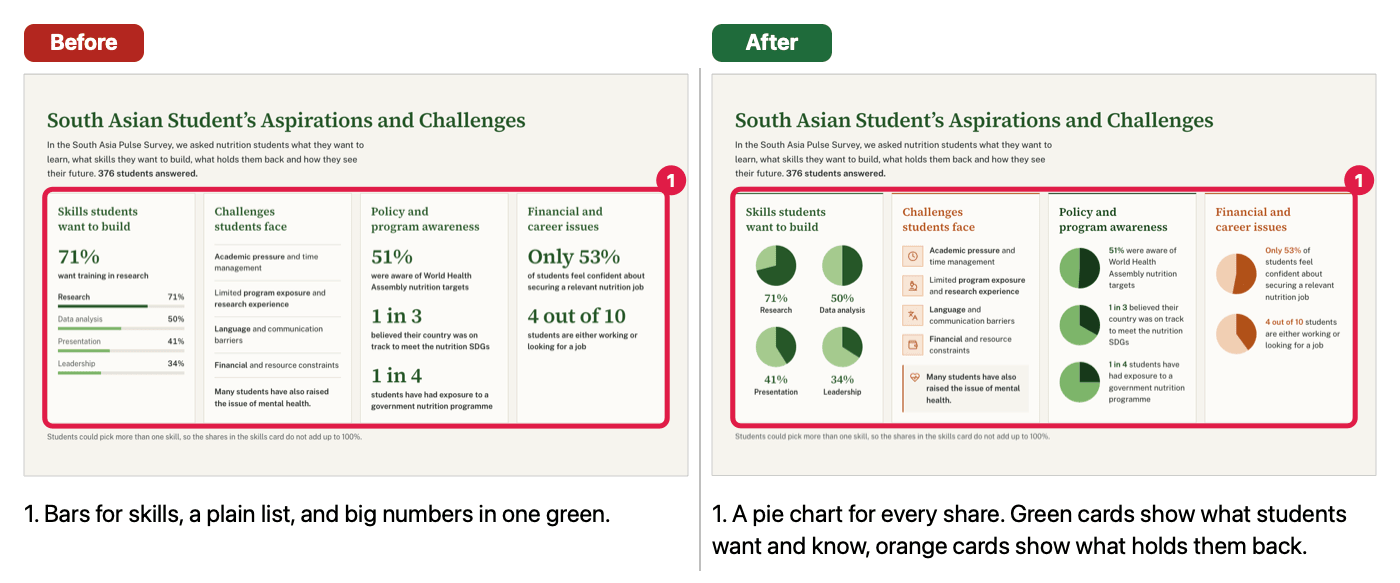 Before
South Asian Student's Aspirations and Challenges
In the South Asia Pulse Survey, we asked nutrition students what they want to
learn, what skills they want to build, what holds them back and how they see
their future. 376 students answered.
1
Skills students
want to build
71%
want training in research
Research 71%
Data analysis 50%
Presentation 41%
Leadership 34%
Challenges
students face
Academic pressure and time
management
Limited program exposure and
research experience
Language and communication
barriers
Financial and resource constraints
Many students have also raised
the issue of mental health.
Policy and
program awareness
51%
were aware of World Health
Assembly nutrition targets
1 in 3
believed their country was on
track to meet the nutrition SDGs
1 in 4
students have had exposure to a
government nutrition programme
Financial and
career issues
Only 53%
of students feel confident about
securing a relevant nutrition job
4 out of 10
students are either working or
looking for a job
Students could pick more than one skill, so the shares in the skills card do not add up to 100%.
1. Bars for skills, a plain list, and big numbers in one green.
After
South Asian Student's Aspirations and Challenges
In the South Asia Pulse Survey, we asked nutrition students what they want to
learn, what skills they want to build, what holds them back and how they see
their future. 376 students answered.
1
Skills students
want to build
71%
Research
50%
Data analysis
41%
Presentation
34%
Leadership
Challenges
students face
Academic pressure and
time management
Limited program exposure
and research experience
Language and
communication barriers
Financial and resource
constraints
Many students have also
raised the issue of mental
health.
Policy and
program awareness
51% were aware of
World Health
Assembly nutrition
targets
1 in 3 believed their
country was on track
to meet the nutrition
SDGs
1 in 4 students have
had exposure to a
government nutrition
programme
Financial and
career issues
Only 53% of
students feel
confident about
securing a relevant
nutrition job
4 out of 10 students
are either working or
looking for a job
Students could pick more than one skill, so the shares in the skills card do not add up to 100%.
1. A pie chart for every share. Green cards show what students
want and know, orange cards show what holds them back.